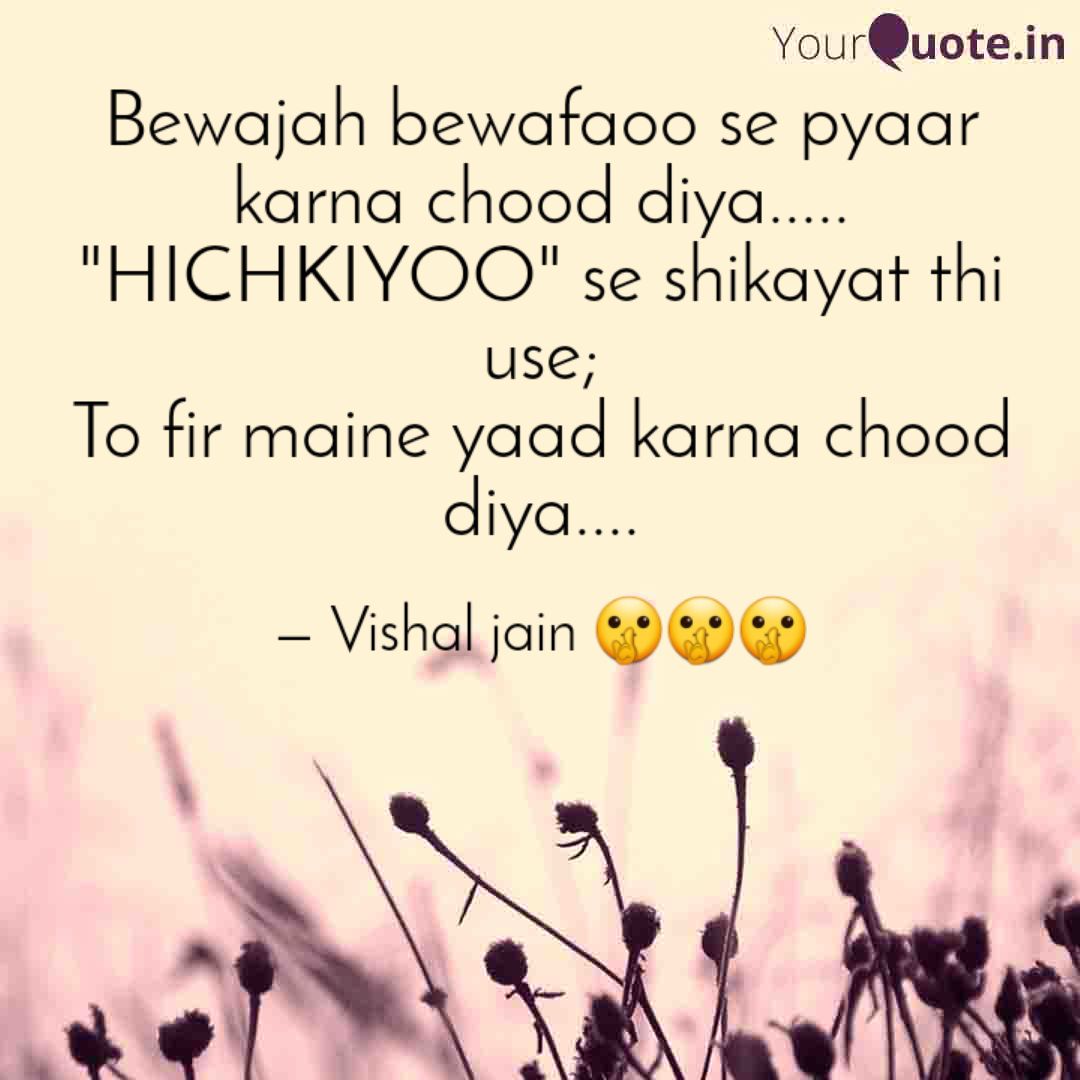 YourQuote.in
Bewajah bewafaoo se pyaar
karna chood diya.....
"HICHKIYOO" se shikayat thi
use;
To fir maine yaad karna chood
diya....
– Vishal jain 🤫🤫🤫